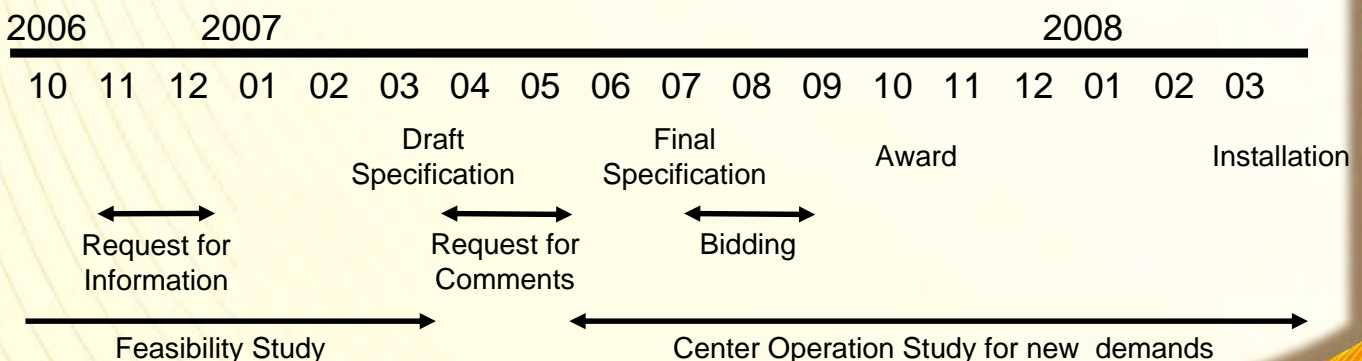 2006 2007 2008
10 11 12 01 02 03 04 05 06 07 08 09 10 11 12 01 02 03
Draft
Specification
Final
Specification
Award
Installation
Request for
Information
Request for
Comments
Bidding
Feasibility Study
Center Operation Study for new demands